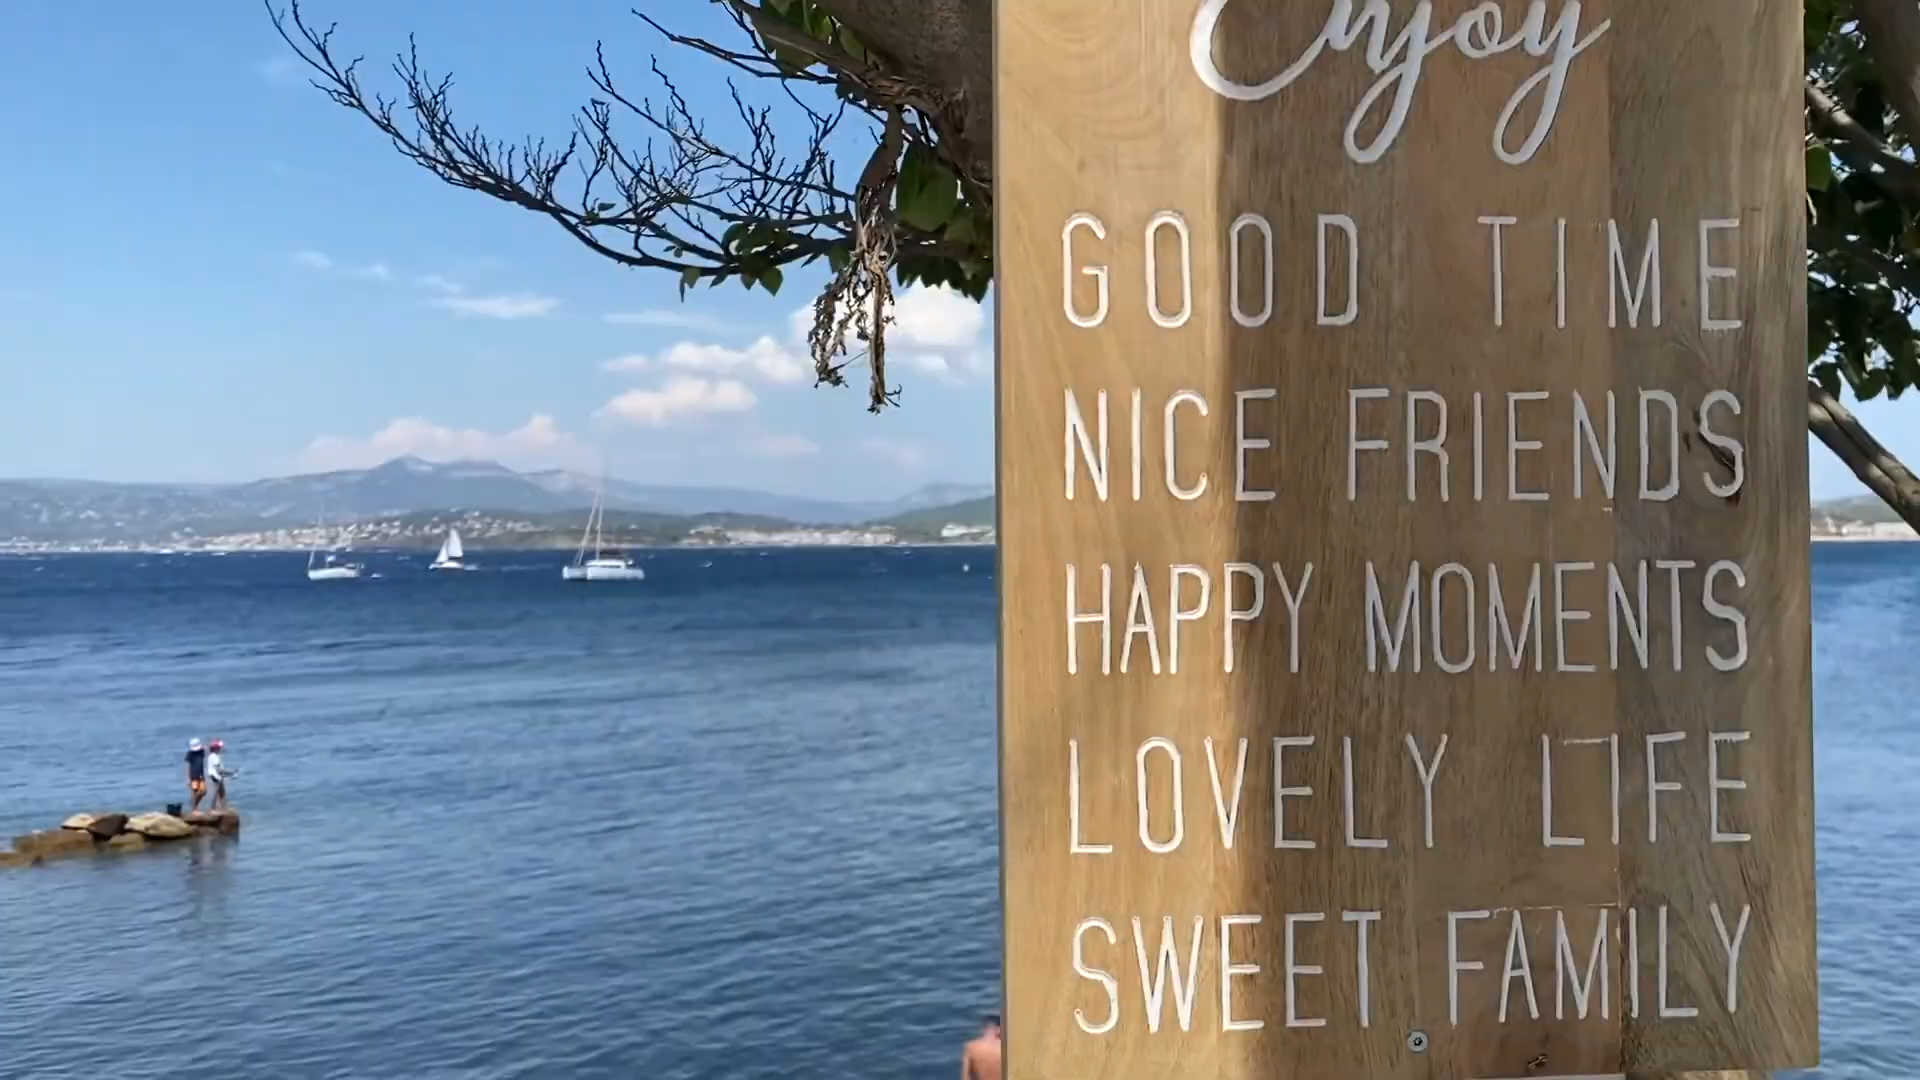 Enjoy
GOOD TIME
NICE FRIENDS
HAPPY MOMENTS
LOVELY LIFE
SWEET FAMILY